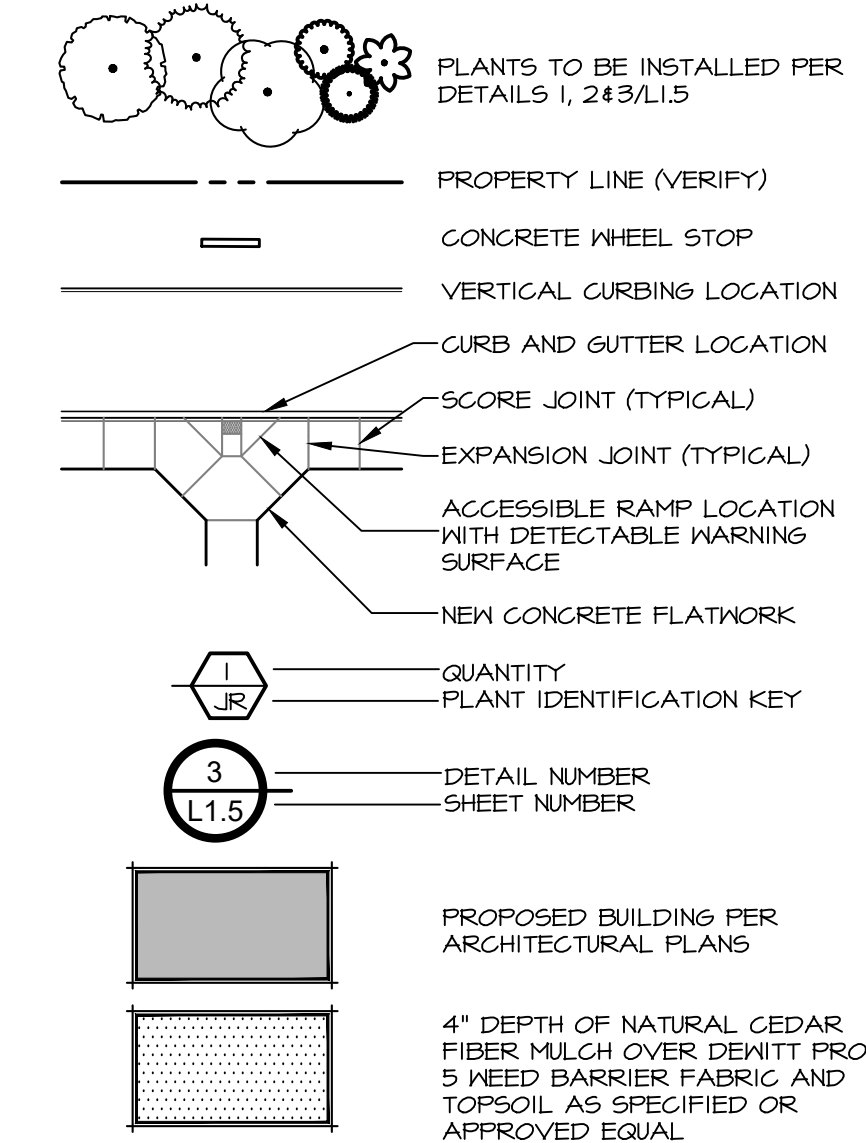 PLANTS TO BE INSTALLED PER
DETAILS 1, 2&3/L1.5
PROPERTY LINE (VERIFY)
CONCRETE WHEEL STOP
VERTICAL CURBING LOCATION
CURB AND GUTTER LOCATION
SCORE JOINT (TYPICAL)
EXPANSION JOINT (TYPICAL)
ACCESSIBLE RAMP LOCATION
WITH DETECTABLE WARNING
SURFACE
NEW CONCRETE FLATWORK
1
JR
QUANTITY
PLANT IDENTIFICATION KEY
3
L1.5
DETAIL NUMBER
SHEET NUMBER
PROPOSED BUILDING PER
ARCHITECTURAL PLANS
4" DEPTH OF NATURAL CEDAR
FIBER MULCH OVER DEWITT PRO
5 WEED BARRIER FABRIC AND
TOPSOIL AS SPECIFIED OR
APPROVED EQUAL